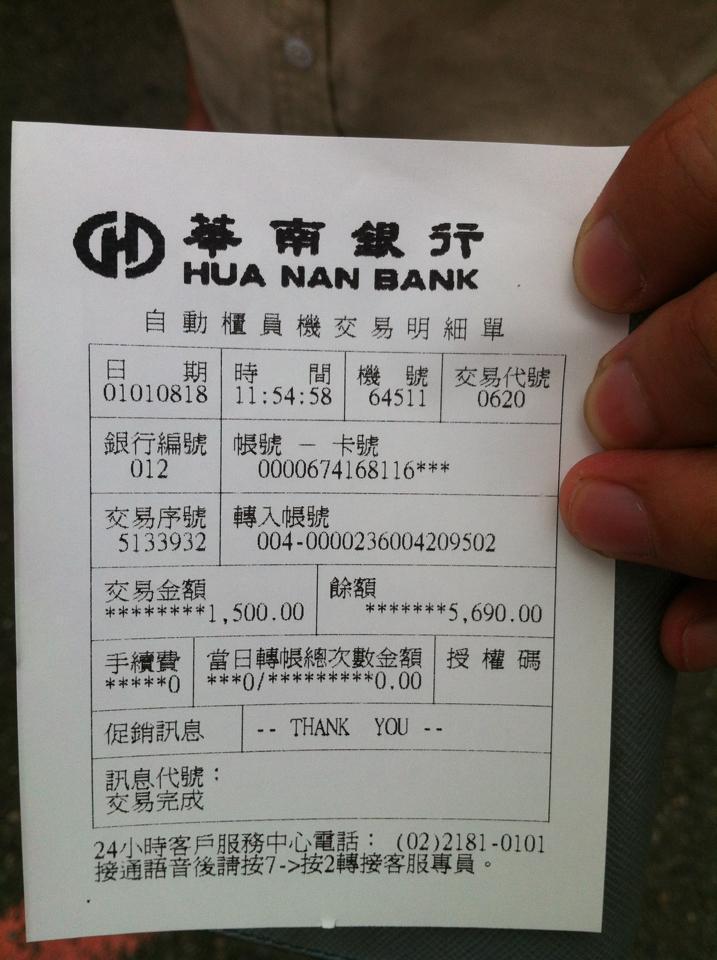 華南銀行
HUA NAN BANK
自動櫃員機交易明細單
日期 時間 機號 交易代號
01010818 11:54:58 64511 0620
銀行編號 帳號 － 卡號
012 0000674168116***
交易序號 轉入帳號
5133932 004-0000236004209502
交易金額 餘額
********1,500.00 *******5,690.00
手續費 當日轉帳總次數金額 授權碼
*****0 ***0/*********0.00
促銷訊息 -- THANK YOU --
訊息代號：
交易完成
24小時客戶服務中心電話： (02)2181-0101
接通語音後請按7->按2轉接客服專員。